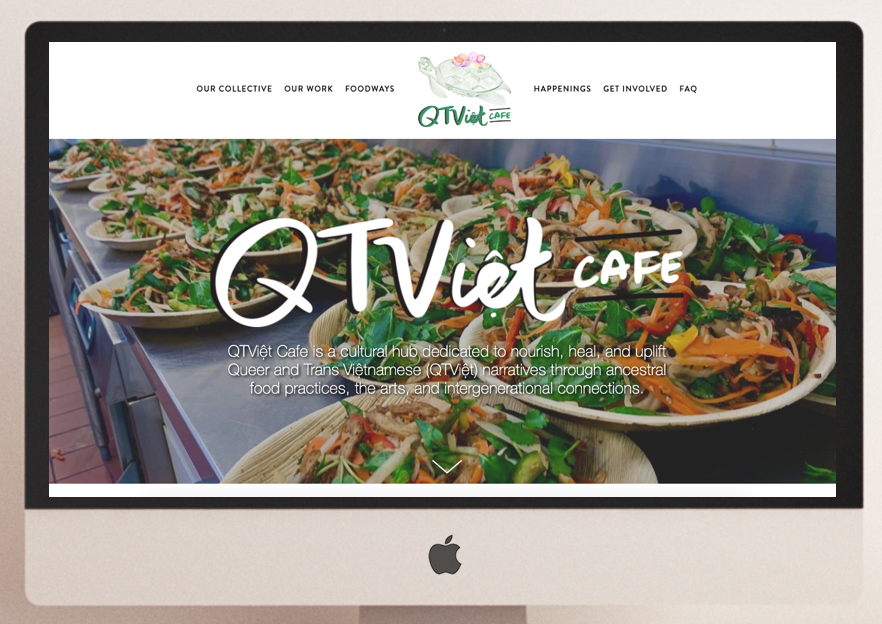 OUR COLLECTIVE OUR WORK FOODWAYS
QTViệt CAFE
HAPPENINGS GET INVOLVED FAQ
QTViệt CAFE
QTViệt Cafe is a cultural hub dedicated to nourish, heal, and uplift
Queer and Trans Việtnamese (QTViệt) narratives through ancestral
food practices, the arts, and intergenerational connections.